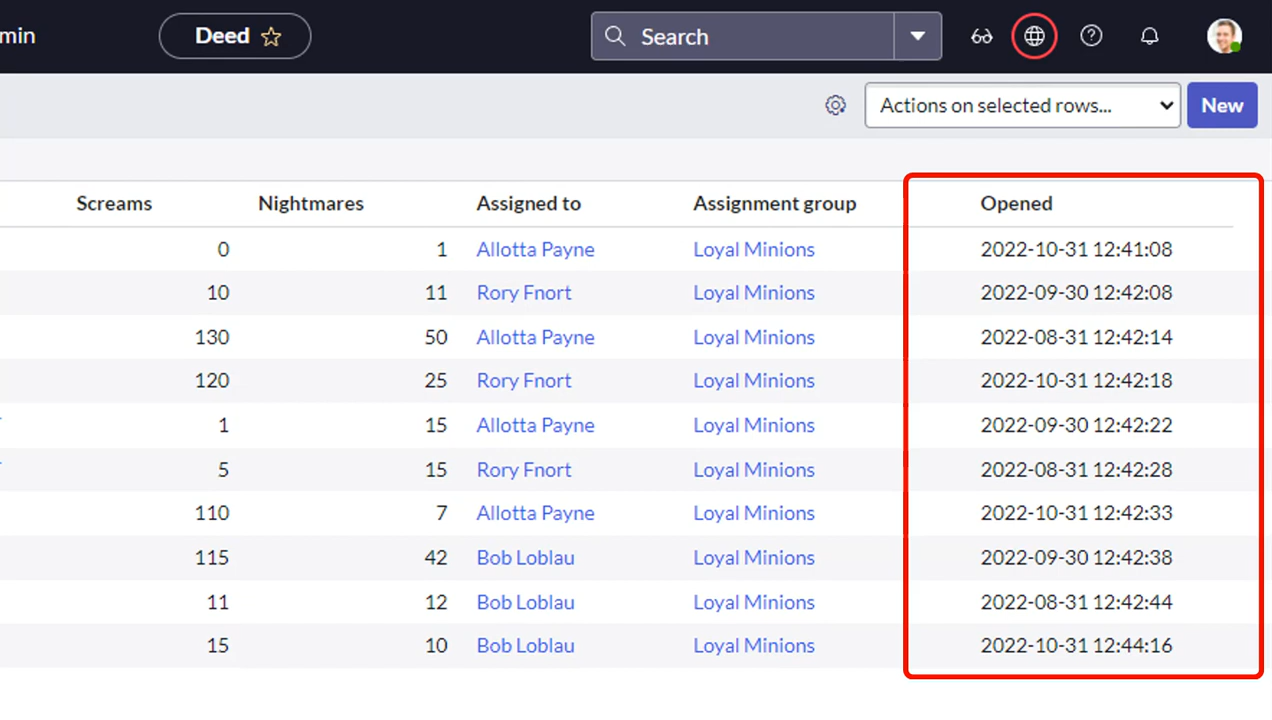 min Deed Search
Actions on selected rows... New
Screams Nightmares Assigned to Assignment group Opened
0 1 Allotta Payne Loyal Minions 2022-10-31 12:41:08
10 11 Rory Fnort Loyal Minions 2022-09-30 12:42:08
130 50 Allotta Payne Loyal Minions 2022-08-31 12:42:14
120 25 Rory Fnort Loyal Minions 2022-10-31 12:42:18
1 15 Allotta Payne Loyal Minions 2022-09-30 12:42:22
5 15 Rory Fnort Loyal Minions 2022-08-31 12:42:28
110 7 Allotta Payne Loyal Minions 2022-10-31 12:42:33
115 42 Bob Loblau Loyal Minions 2022-09-30 12:42:38
11 12 Bob Loblau Loyal Minions 2022-08-31 12:42:44
15 10 Bob Loblau Loyal Minions 2022-10-31 12:44:16